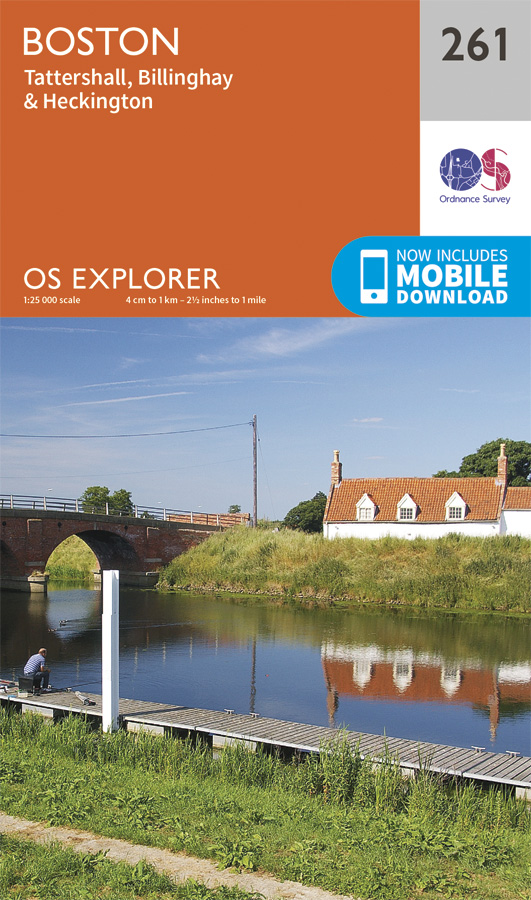 BOSTON
Tattershall, Billinghay
& Heckington
261
OS
Ordnance Survey
OS EXPLORER
1:25 000 scale 4 cm to 1 km – 2½ inches to 1 mile
NOW INCLUDES
MOBILE
DOWNLOAD